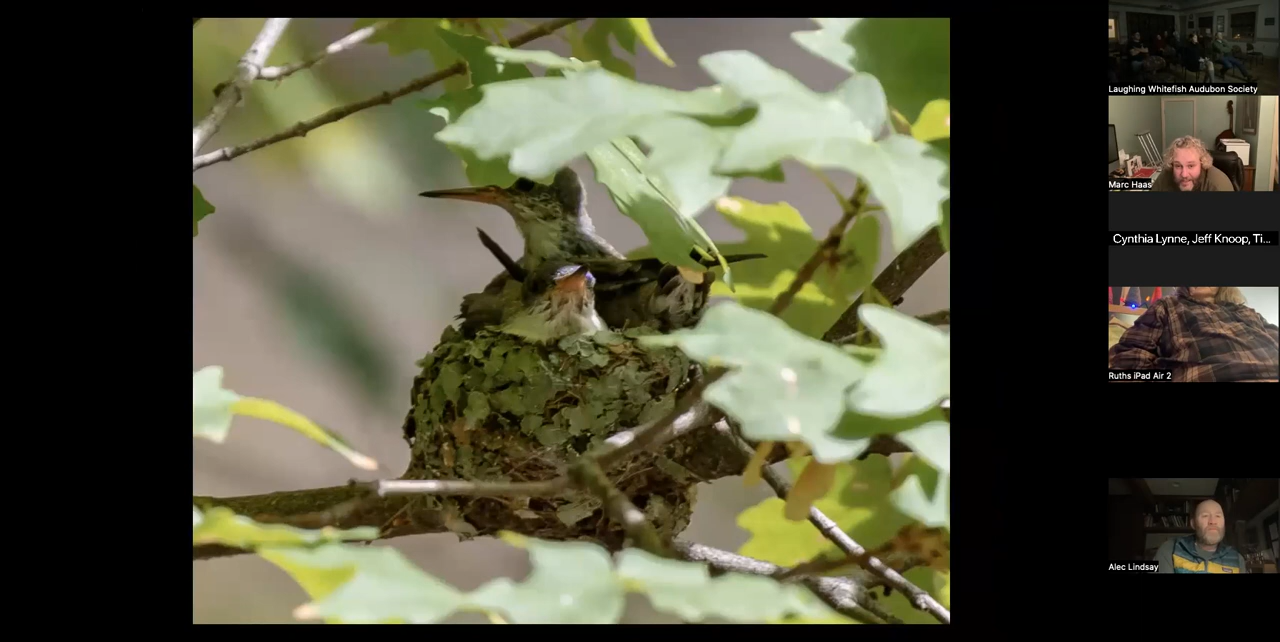 Laughing Whitefish Audubon Society
Marc Haas
Cynthia Lynne, Jeff Knoop, Ti...
Ruths iPad Air 2
Alec Lindsay